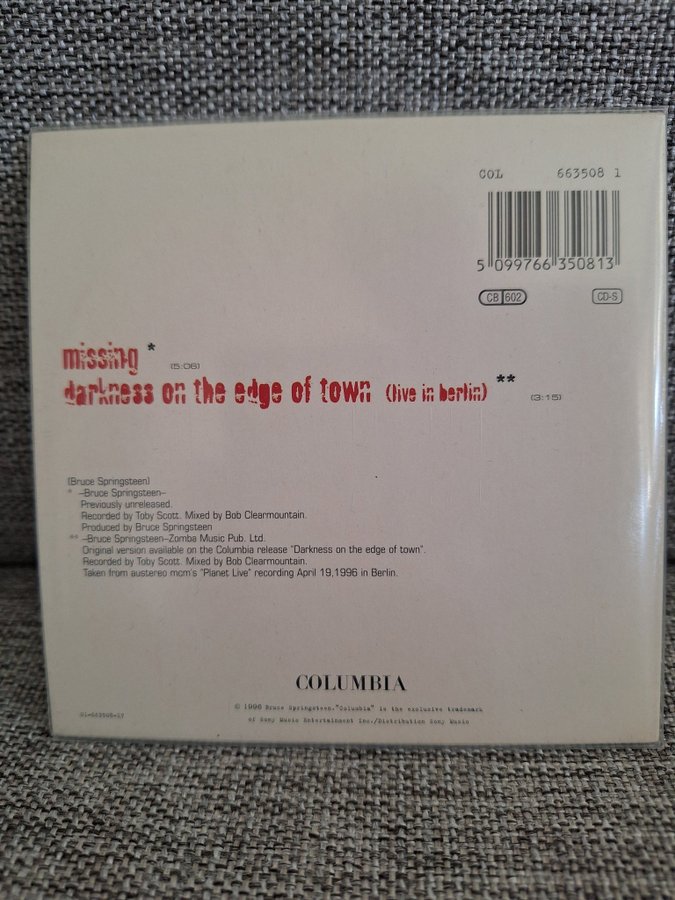 COL 663508 1
5 099766 350813
CB 602 CD-S
missing * (5:06)
darkness on the edge of town (live in berlin) ** (3:15)
(Bruce Springsteen)
* –Bruce Springsteen–
Previously unreleased.
Recorded by Toby Scott. Mixed by Bob Clearmountain.
Produced by Bruce Springsteen
** –Bruce Springsteen–Zomba Music Pub. Ltd.
Original version available on the Columbia release "Darkness on the edge of town".
Recorded by Toby Scott. Mixed by Bob Clearmountain.
Taken from austereo mcm's "Planet Live" recording April 19,1996 in Berlin.
COLUMBIA
© 1996 Bruce Springsteen."Columbia" is the exclusive trademark
of Sony Music Entertainment Inc./Distribution Sony Music
01-663508-17